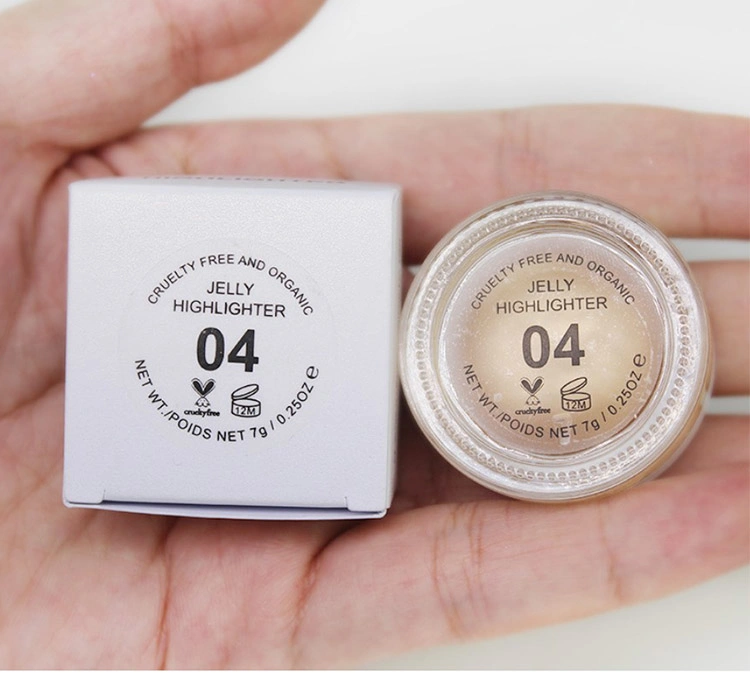 CRUELTY FREE AND ORGANIC
JELLY
HIGHLIGHTER
04
crueltyfree
12M
NET WT./POIDS NET 7g / 0.25OZ e
CRUELTY FREE AND ORGANIC
JELLY
HIGHLIGHTER
04
crueltyfree
12M
NET WT./POIDS NET 7g / 0.25OZ e